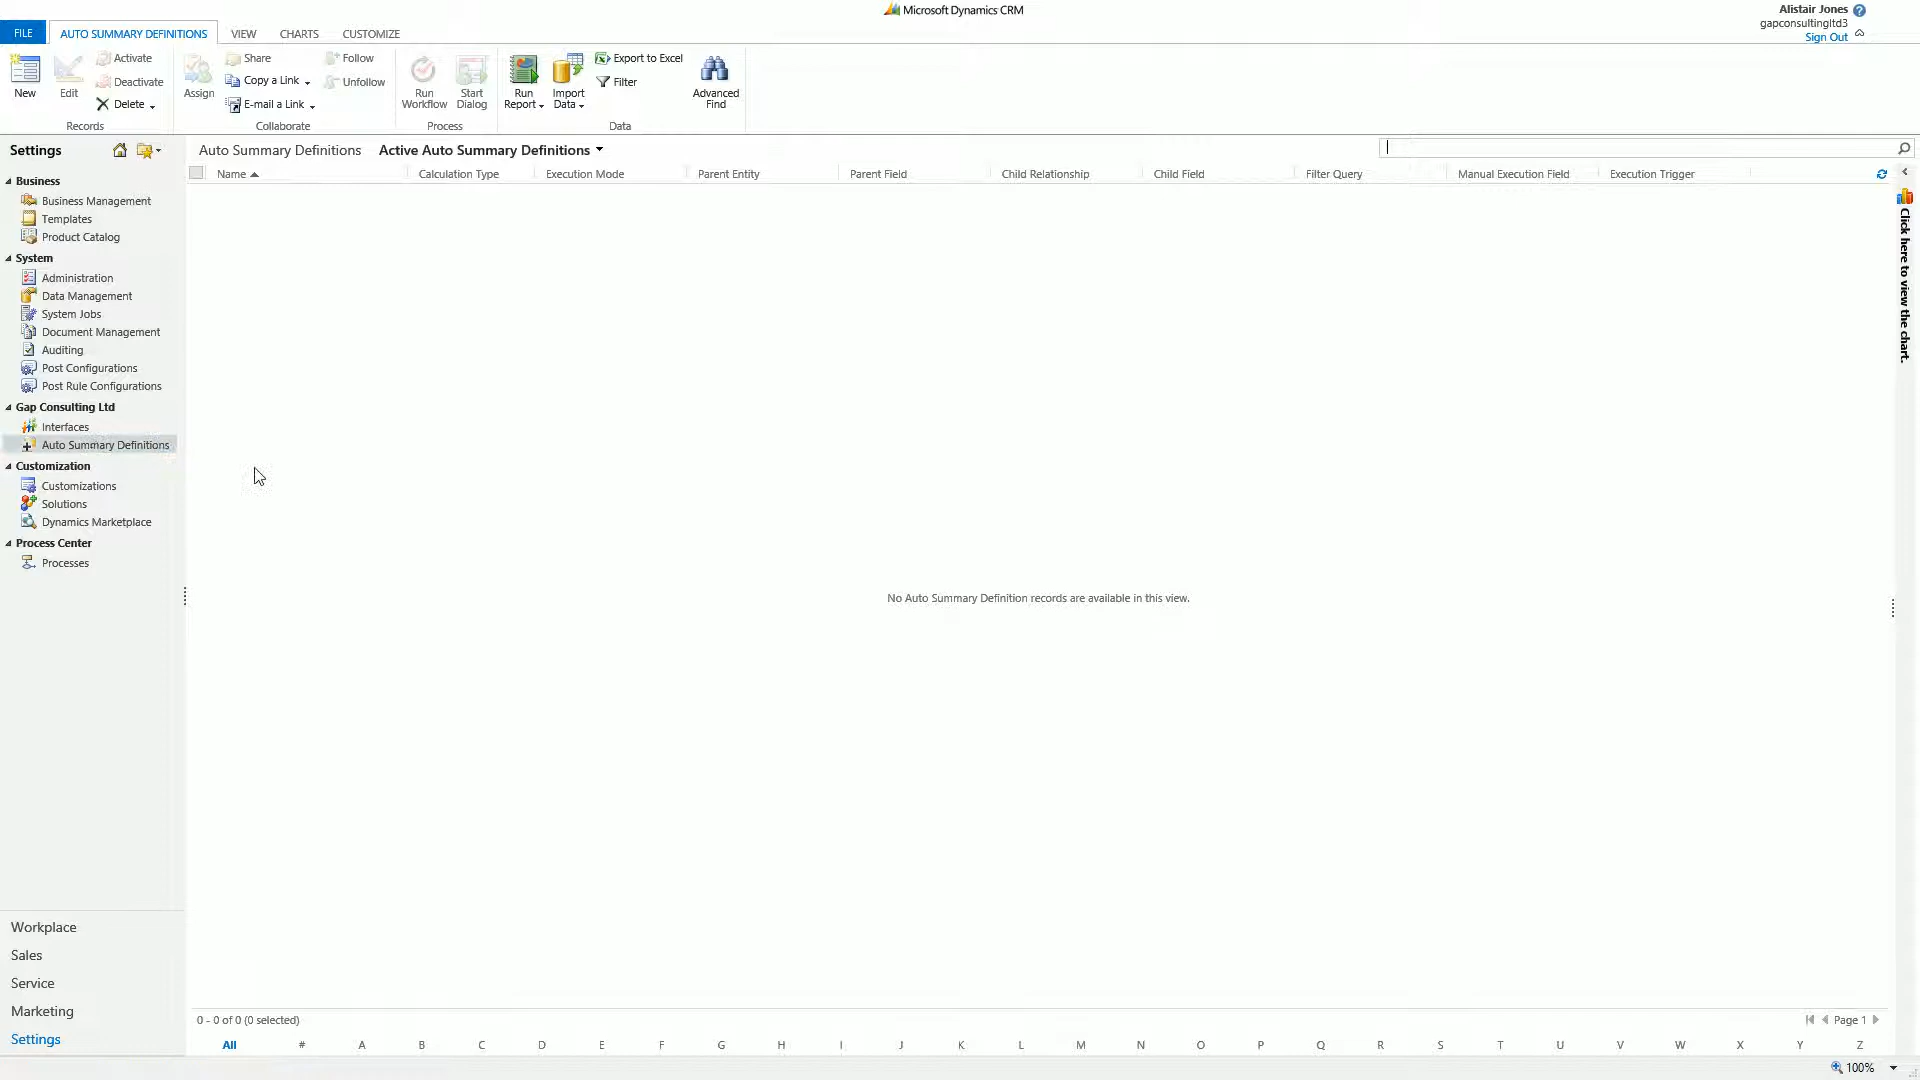 Microsoft Dynamics CRM
Alistair Jones
gapconsultingltd3
Sign Out
FILE
AUTO SUMMARY DEFINITIONS
VIEW
CHARTS
CUSTOMIZE
New
Edit
Activate
Deactivate
Delete
Records
Assign
Share
Copy a Link
E-mail a Link
Follow
Unfollow
Collaborate
Run Workflow
Start Dialog
Process
Run Report
Import Data
Export to Excel
Filter
Advanced Find
Data
Settings
Business
Business Management
Templates
Product Catalog
System
Administration
Data Management
System Jobs
Document Management
Auditing
Post Configurations
Post Rule Configurations
Gap Consulting Ltd
Interfaces
Auto Summary Definitions
Customization
Customizations
Solutions
Dynamics Marketplace
Process Center
Processes
Workplace
Sales
Service
Marketing
Settings
Auto Summary Definitions Active Auto Summary Definitions
Name Calculation Type Execution Mode Parent Entity Parent Field Child Relationship Child Field Filter Query Manual Execution Field Execution Trigger
No Auto Summary Definition records are available in this view.
Click here to view the chart.
0 - 0 of 0 (0 selected)
Page 1
All # A B C D E F G H I J K L M N O P Q R S T U V W X Y Z
100%